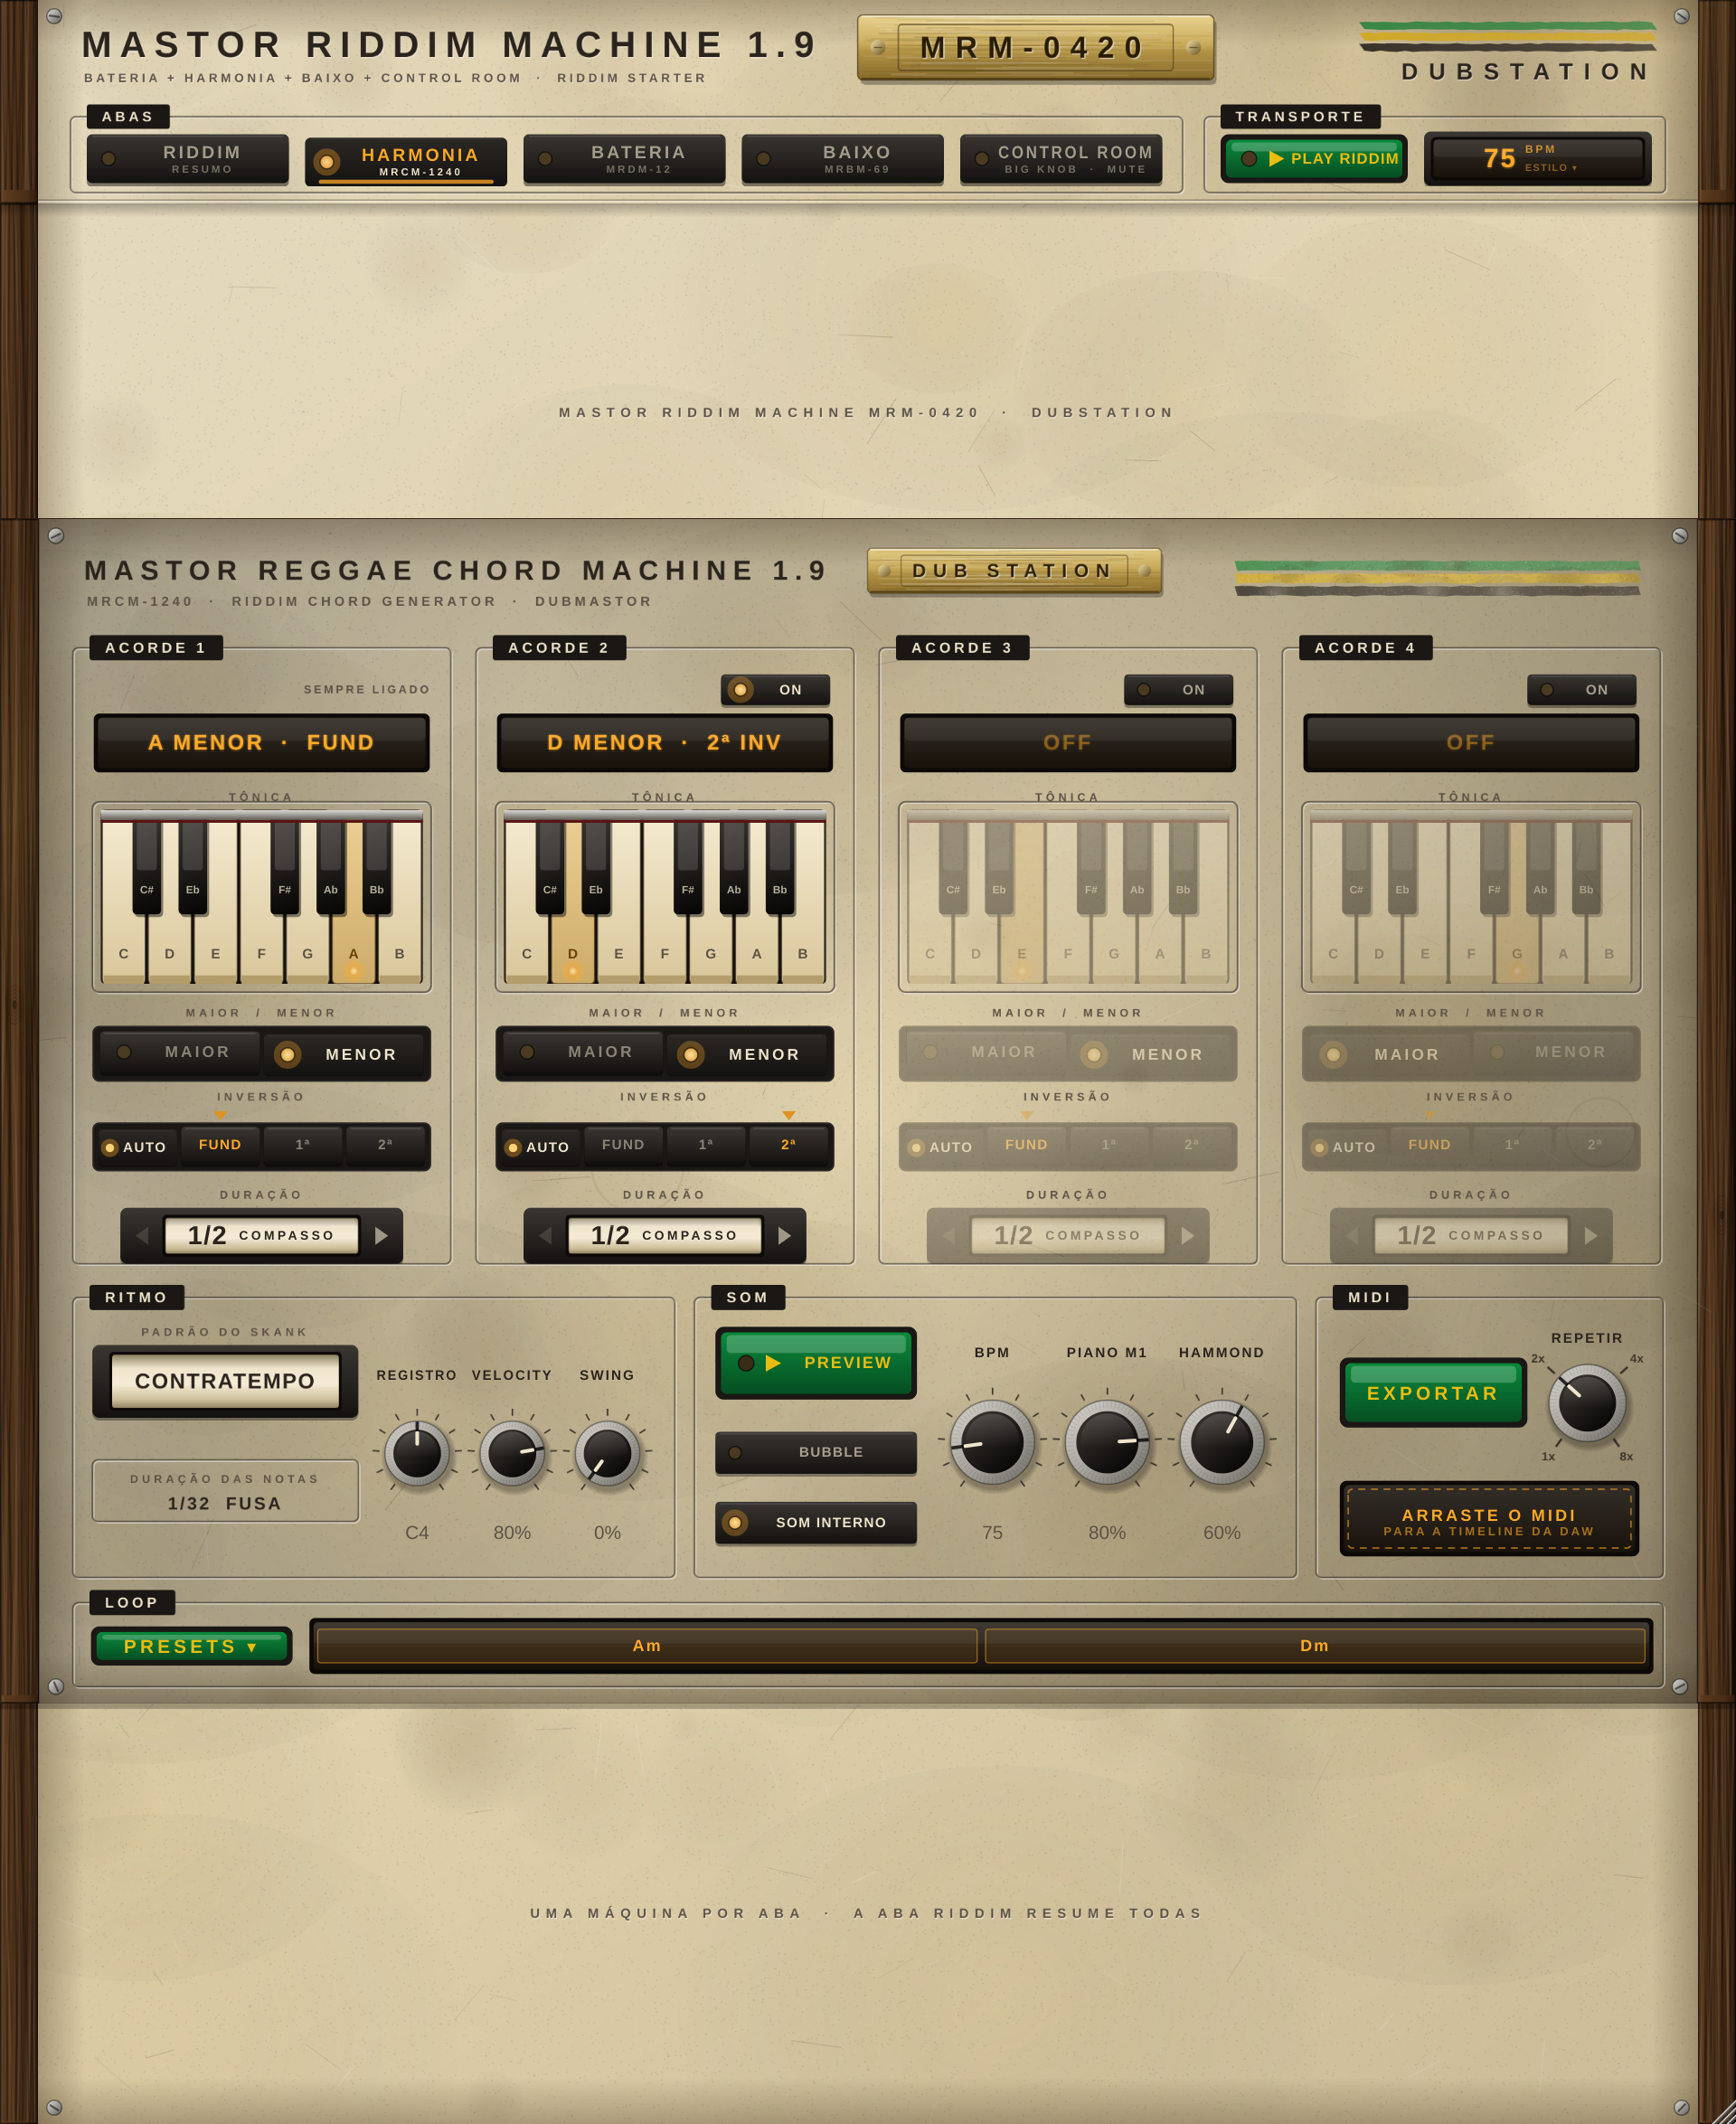 MASTOR RIDDIM MACHINE 1.9
BATERIA + HARMONIA + BAIXO + CONTROL ROOM · RIDDIM STARTER
MRM-0420
DUBSTATION
ABAS
RIDDIM
RESUMO
HARMONIA
MRCM-1240
BATERIA
MRDM-12
BAIXO
MRBM-69
CONTROL ROOM
BIG KNOB · MUTE
TRANSPORTE
PLAY RIDDIM
75 BPM
ESTILO ▾
MASTOR RIDDIM MACHINE MRM-0420 · DUBSTATION
MASTOR REGGAE CHORD MACHINE 1.9
MRCM-1240 · RIDDIM CHORD GENERATOR · DUBMASTOR
DUB STATION
ACORDE 1
SEMPRE LIGADO
A MENOR · FUND
TÔNICA
C# Eb F# Ab Bb
C D E F G A B
MAIOR / MENOR
MAIOR MENOR
INVERSÃO
AUTO FUND 1ª 2ª
DURAÇÃO
1/2 COMPASSO
ACORDE 2
ON
D MENOR · 2ª INV
TÔNICA
C# Eb F# Ab Bb
C D E F G A B
MAIOR / MENOR
MAIOR MENOR
INVERSÃO
AUTO FUND 1ª 2ª
DURAÇÃO
1/2 COMPASSO
ACORDE 3
ON
OFF
TÔNICA
C# Eb F# Ab Bb
C D E F G A B
MAIOR / MENOR
MAIOR MENOR
INVERSÃO
AUTO FUND 1ª 2ª
DURAÇÃO
1/2 COMPASSO
ACORDE 4
ON
OFF
TÔNICA
C# Eb F# Ab Bb
C D E F G A B
MAIOR / MENOR
MAIOR MENOR
INVERSÃO
AUTO FUND 1ª 2ª
DURAÇÃO
1/2 COMPASSO
RITMO
PADRÃO DO SKANK
CONTRATEMPO
DURAÇÃO DAS NOTAS
1/32 FUSA
REGISTRO VELOCITY SWING
C4 80% 0%
SOM
PREVIEW
BUBBLE
SOM INTERNO
BPM PIANO M1 HAMMOND
75 80% 60%
MIDI
EXPORTAR
REPETIR
2x 4x
1x 8x
ARRASTE O MIDI
PARA A TIMELINE DA DAW
LOOP
PRESETS ▾
Am Dm
UMA MÁQUINA POR ABA · A ABA RIDDIM RESUME TODAS